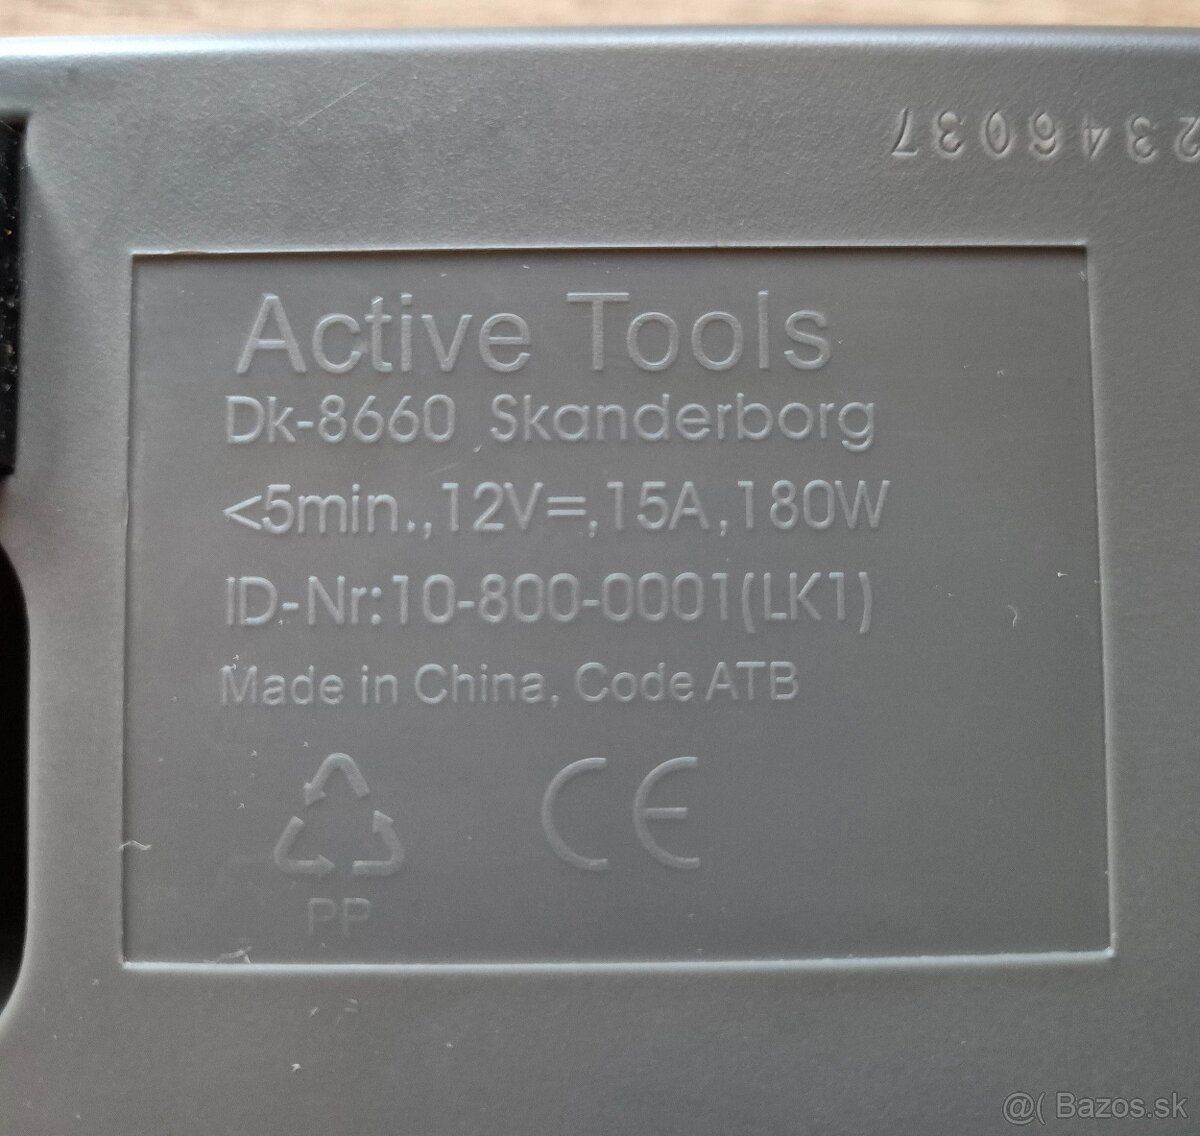 2346037
Active Tools
Dk-8660 Skanderborg
<5min.,12V=,15A,180W
ID.-Nr:10-800-0001(LK1)
Made in China, Code ATB
CE
PP
@( Bazos.sk